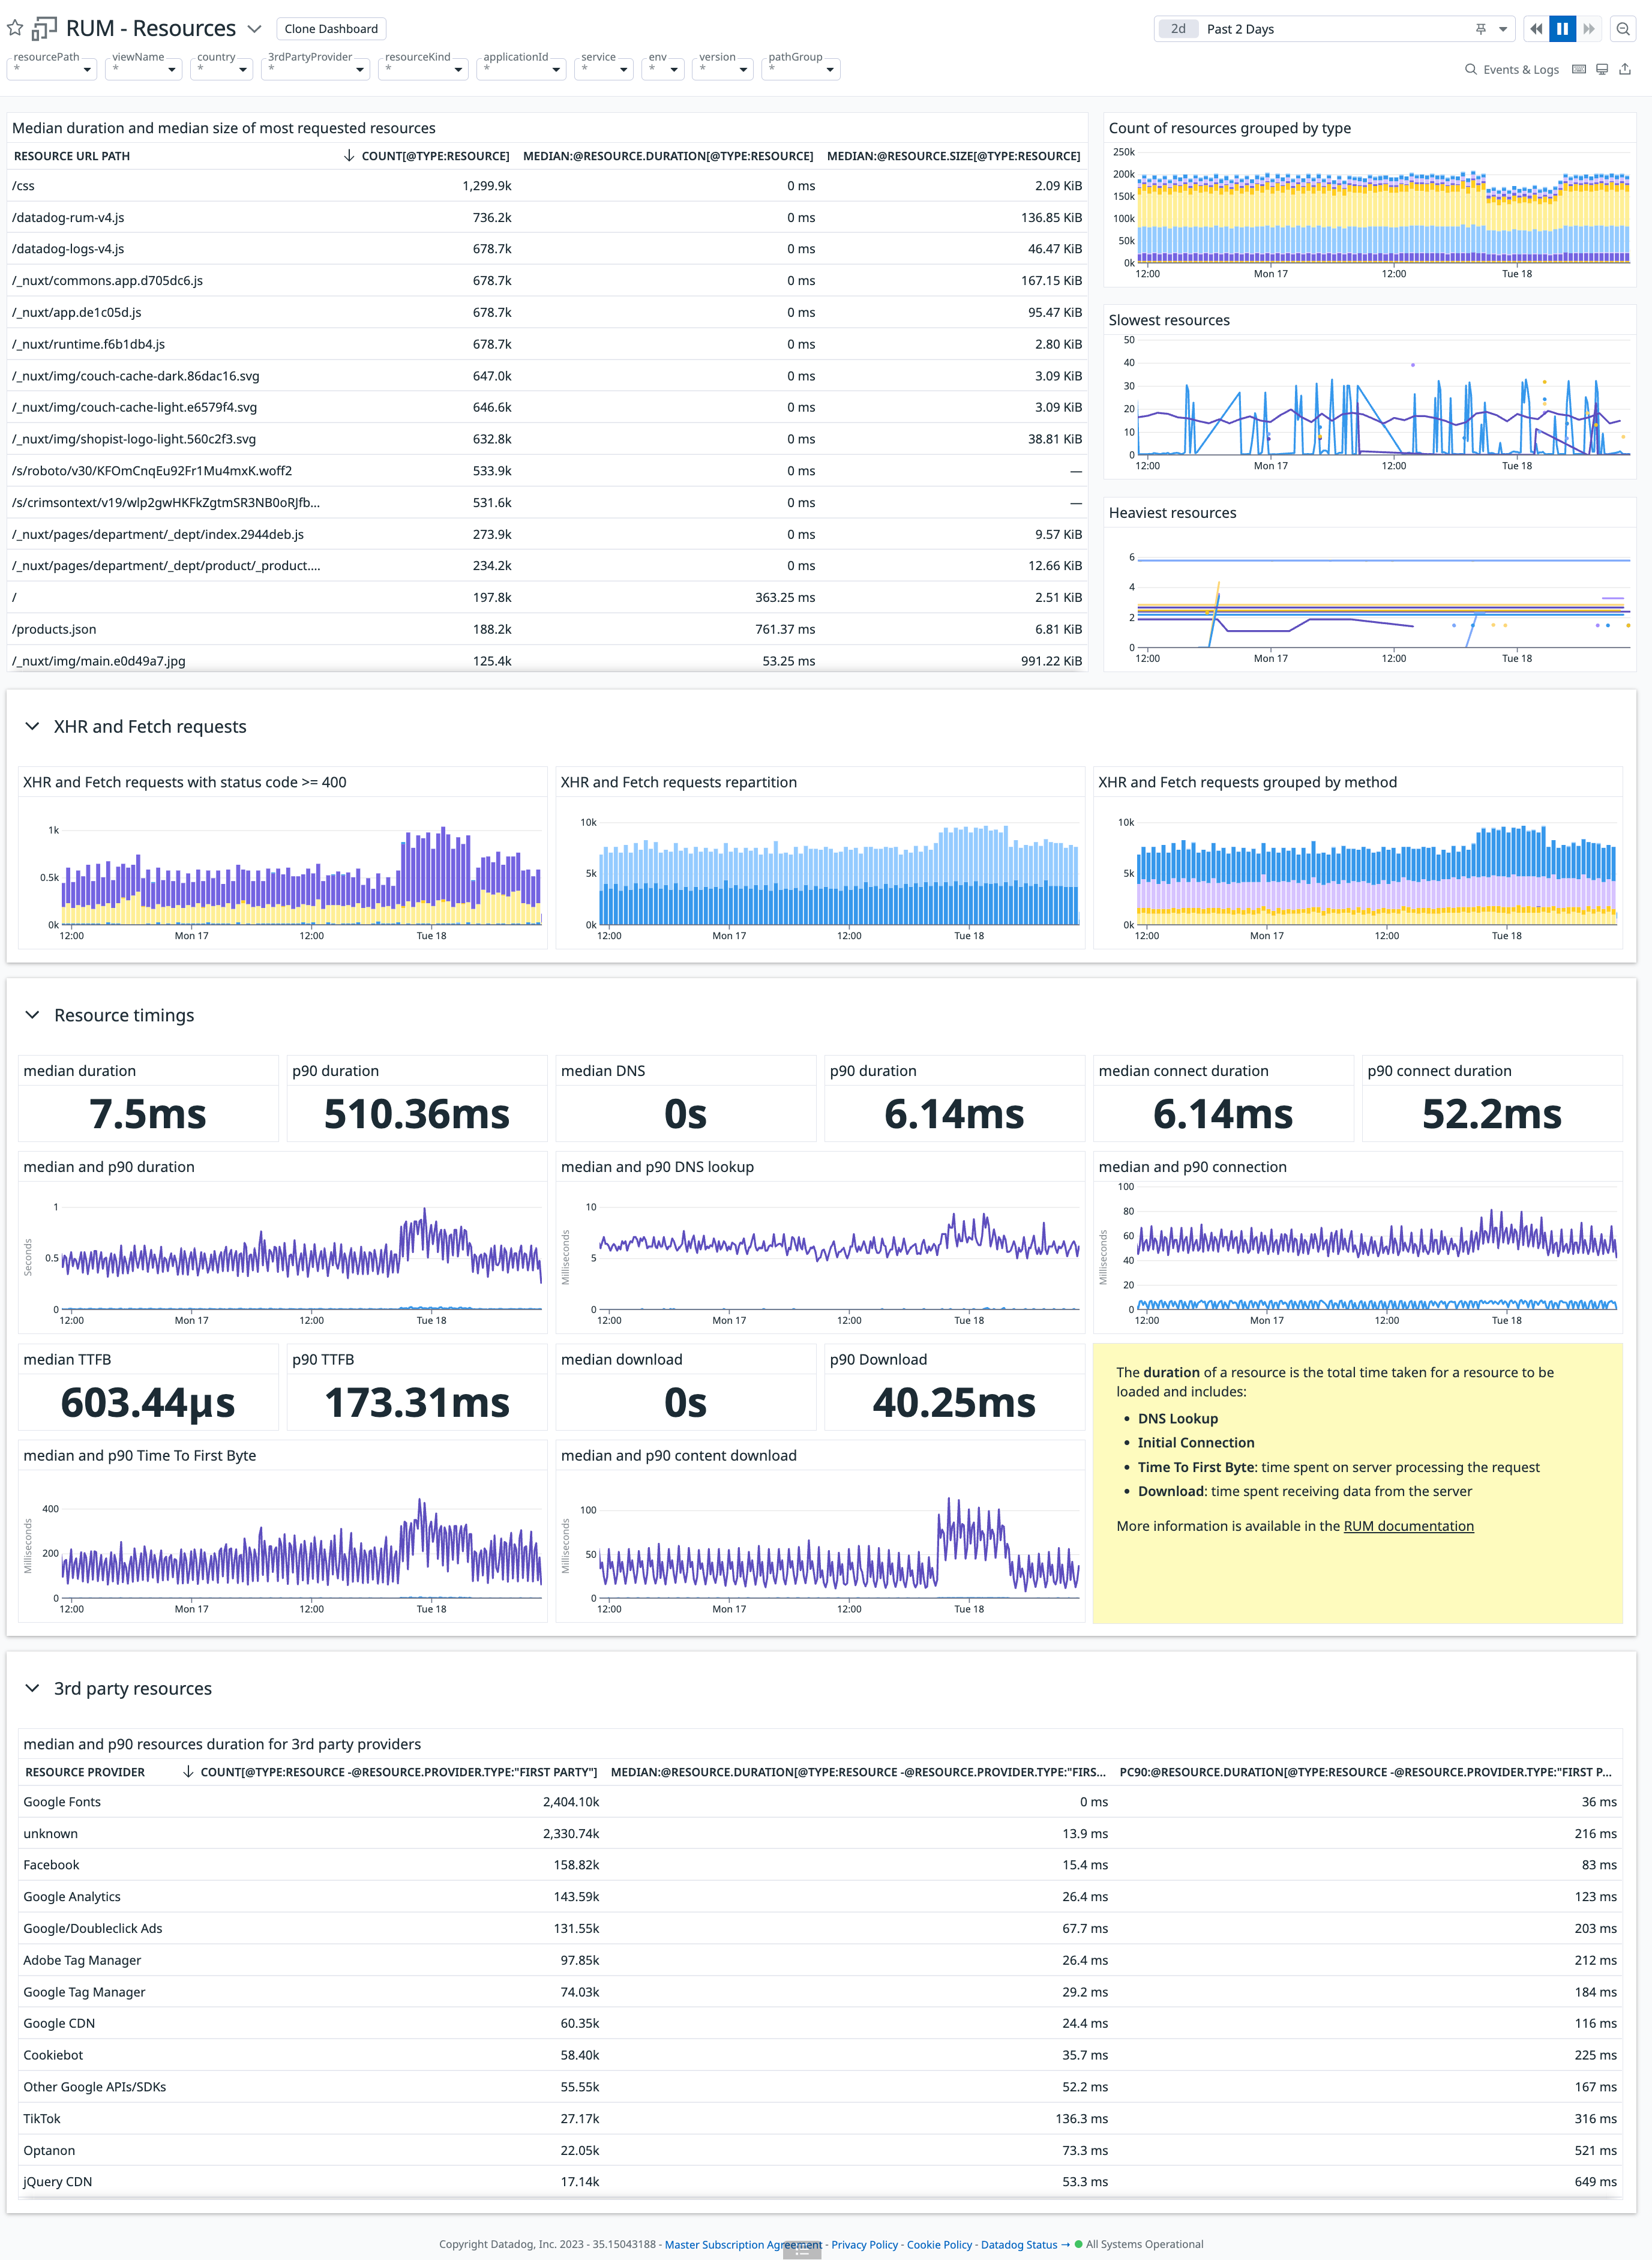 RUM - Resources
Clone Dashboard
2d Past 2 Days
resourcePath viewName country 3rdPartyProvider resourceKind applicationId service env version pathGroup
* * * * * * * * * *
Events & Logs
Median duration and median size of most requested resources
RESOURCE URL PATH ↓ COUNT[@TYPE:RESOURCE] MEDIAN:@RESOURCE.DURATION[@TYPE:RESOURCE] MEDIAN:@RESOURCE.SIZE[@TYPE:RESOURCE]
/css 1,299.9k 0 ms 2.09 KiB
/datadog-rum-v4.js 736.2k 0 ms 136.85 KiB
/datadog-logs-v4.js 678.7k 0 ms 46.47 KiB
/_nuxt/commons.app.d705dc6.js 678.7k 0 ms 167.15 KiB
/_nuxt/app.de1c05d.js 678.7k 0 ms 95.47 KiB
/_nuxt/runtime.f6b1db4.js 678.7k 0 ms 2.80 KiB
/_nuxt/img/couch-cache-dark.86dac16.svg 647.0k 0 ms 3.09 KiB
/_nuxt/img/couch-cache-light.e6579f4.svg 646.6k 0 ms 3.09 KiB
/_nuxt/img/shopist-logo-light.560c2f3.svg 632.8k 0 ms 38.81 KiB
/s/roboto/v30/KFOmCnqEu92Fr1Mu4mxK.woff2 533.9k 0 ms —
/s/crimsontext/v19/wlp2gwHKFkZgtmSR3NB0oRJfb... 531.6k 0 ms —
/_nuxt/pages/department/_dept/index.2944deb.js 273.9k 0 ms 9.57 KiB
/_nuxt/pages/department/_dept/product/_product.... 234.2k 0 ms 12.66 KiB
/ 197.8k 363.25 ms 2.51 KiB
/products.json 188.2k 761.37 ms 6.81 KiB
/_nuxt/img/main.e0d49a7.jpg 125.4k 53.25 ms 991.22 KiB
Count of resources grouped by type
250k
200k
150k
100k
50k
0k
12:00 Mon 17 12:00 Tue 18
Slowest resources
50
40
30
20
10
0
12:00 Mon 17 12:00 Tue 18
Heaviest resources
6
4
2
0
12:00 Mon 17 12:00 Tue 18
XHR and Fetch requests
XHR and Fetch requests with status code >= 400
1k
0.5k
0k
12:00 Mon 17 12:00 Tue 18
XHR and Fetch requests repartition
10k
5k
0k
12:00 Mon 17 12:00 Tue 18
XHR and Fetch requests grouped by method
10k
5k
0k
12:00 Mon 17 12:00 Tue 18
Resource timings
median duration
7.5ms
p90 duration
510.36ms
median DNS
0s
p90 duration
6.14ms
median connect duration
6.14ms
p90 connect duration
52.2ms
median and p90 duration
Seconds
1
0.5
0
12:00 Mon 17 12:00 Tue 18
median and p90 DNS lookup
Milliseconds
10
5
0
12:00 Mon 17 12:00 Tue 18
median and p90 connection
Milliseconds
100
80
60
40
20
0
12:00 Mon 17 12:00 Tue 18
median TTFB
603.44µs
p90 TTFB
173.31ms
median download
0s
p90 Download
40.25ms
median and p90 Time To First Byte
Milliseconds
400
200
0
12:00 Mon 17 12:00 Tue 18
median and p90 content download
Milliseconds
100
50
0
12:00 Mon 17 12:00 Tue 18
The duration of a resource is the total time taken for a resource to be
loaded and includes:
• DNS Lookup
• Initial Connection
• Time To First Byte: time spent on server processing the request
• Download: time spent receiving data from the server
More information is available in the RUM documentation
3rd party resources
median and p90 resources duration for 3rd party providers
RESOURCE PROVIDER ↓ COUNT[@TYPE:RESOURCE -@RESOURCE.PROVIDER.TYPE:"FIRST PARTY"] MEDIAN:@RESOURCE.DURATION[@TYPE:RESOURCE -@RESOURCE.PROVIDER.TYPE:"FIRS... PC90:@RESOURCE.DURATION[@TYPE:RESOURCE -@RESOURCE.PROVIDER.TYPE:"FIRST P...
Google Fonts 2,404.10k 0 ms 36 ms
unknown 2,330.74k 13.9 ms 216 ms
Facebook 158.82k 15.4 ms 83 ms
Google Analytics 143.59k 26.4 ms 123 ms
Google/Doubleclick Ads 131.55k 67.7 ms 203 ms
Adobe Tag Manager 97.85k 26.4 ms 212 ms
Google Tag Manager 74.03k 29.2 ms 184 ms
Google CDN 60.35k 24.4 ms 116 ms
Cookiebot 58.40k 35.7 ms 225 ms
Other Google APIs/SDKs 55.55k 52.2 ms 167 ms
TikTok 27.17k 136.3 ms 316 ms
Optanon 22.05k 73.3 ms 521 ms
jQuery CDN 17.14k 53.3 ms 649 ms
Copyright Datadog, Inc. 2023 - 35.15043188 - Master Subscription Agreement - Privacy Policy - Cookie Policy - Datadog Status → All Systems Operational